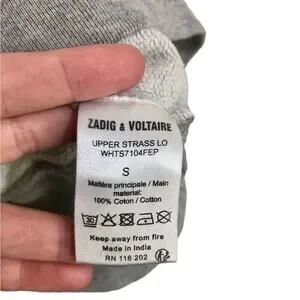 ZADIG & VOLTAIRE
UPPER STRASS LO
WHTS7104FEP
S
Matière principale / Main
material:
100% Coton / Cotton
30
Keep away from fire
Made in India
RN 116 202